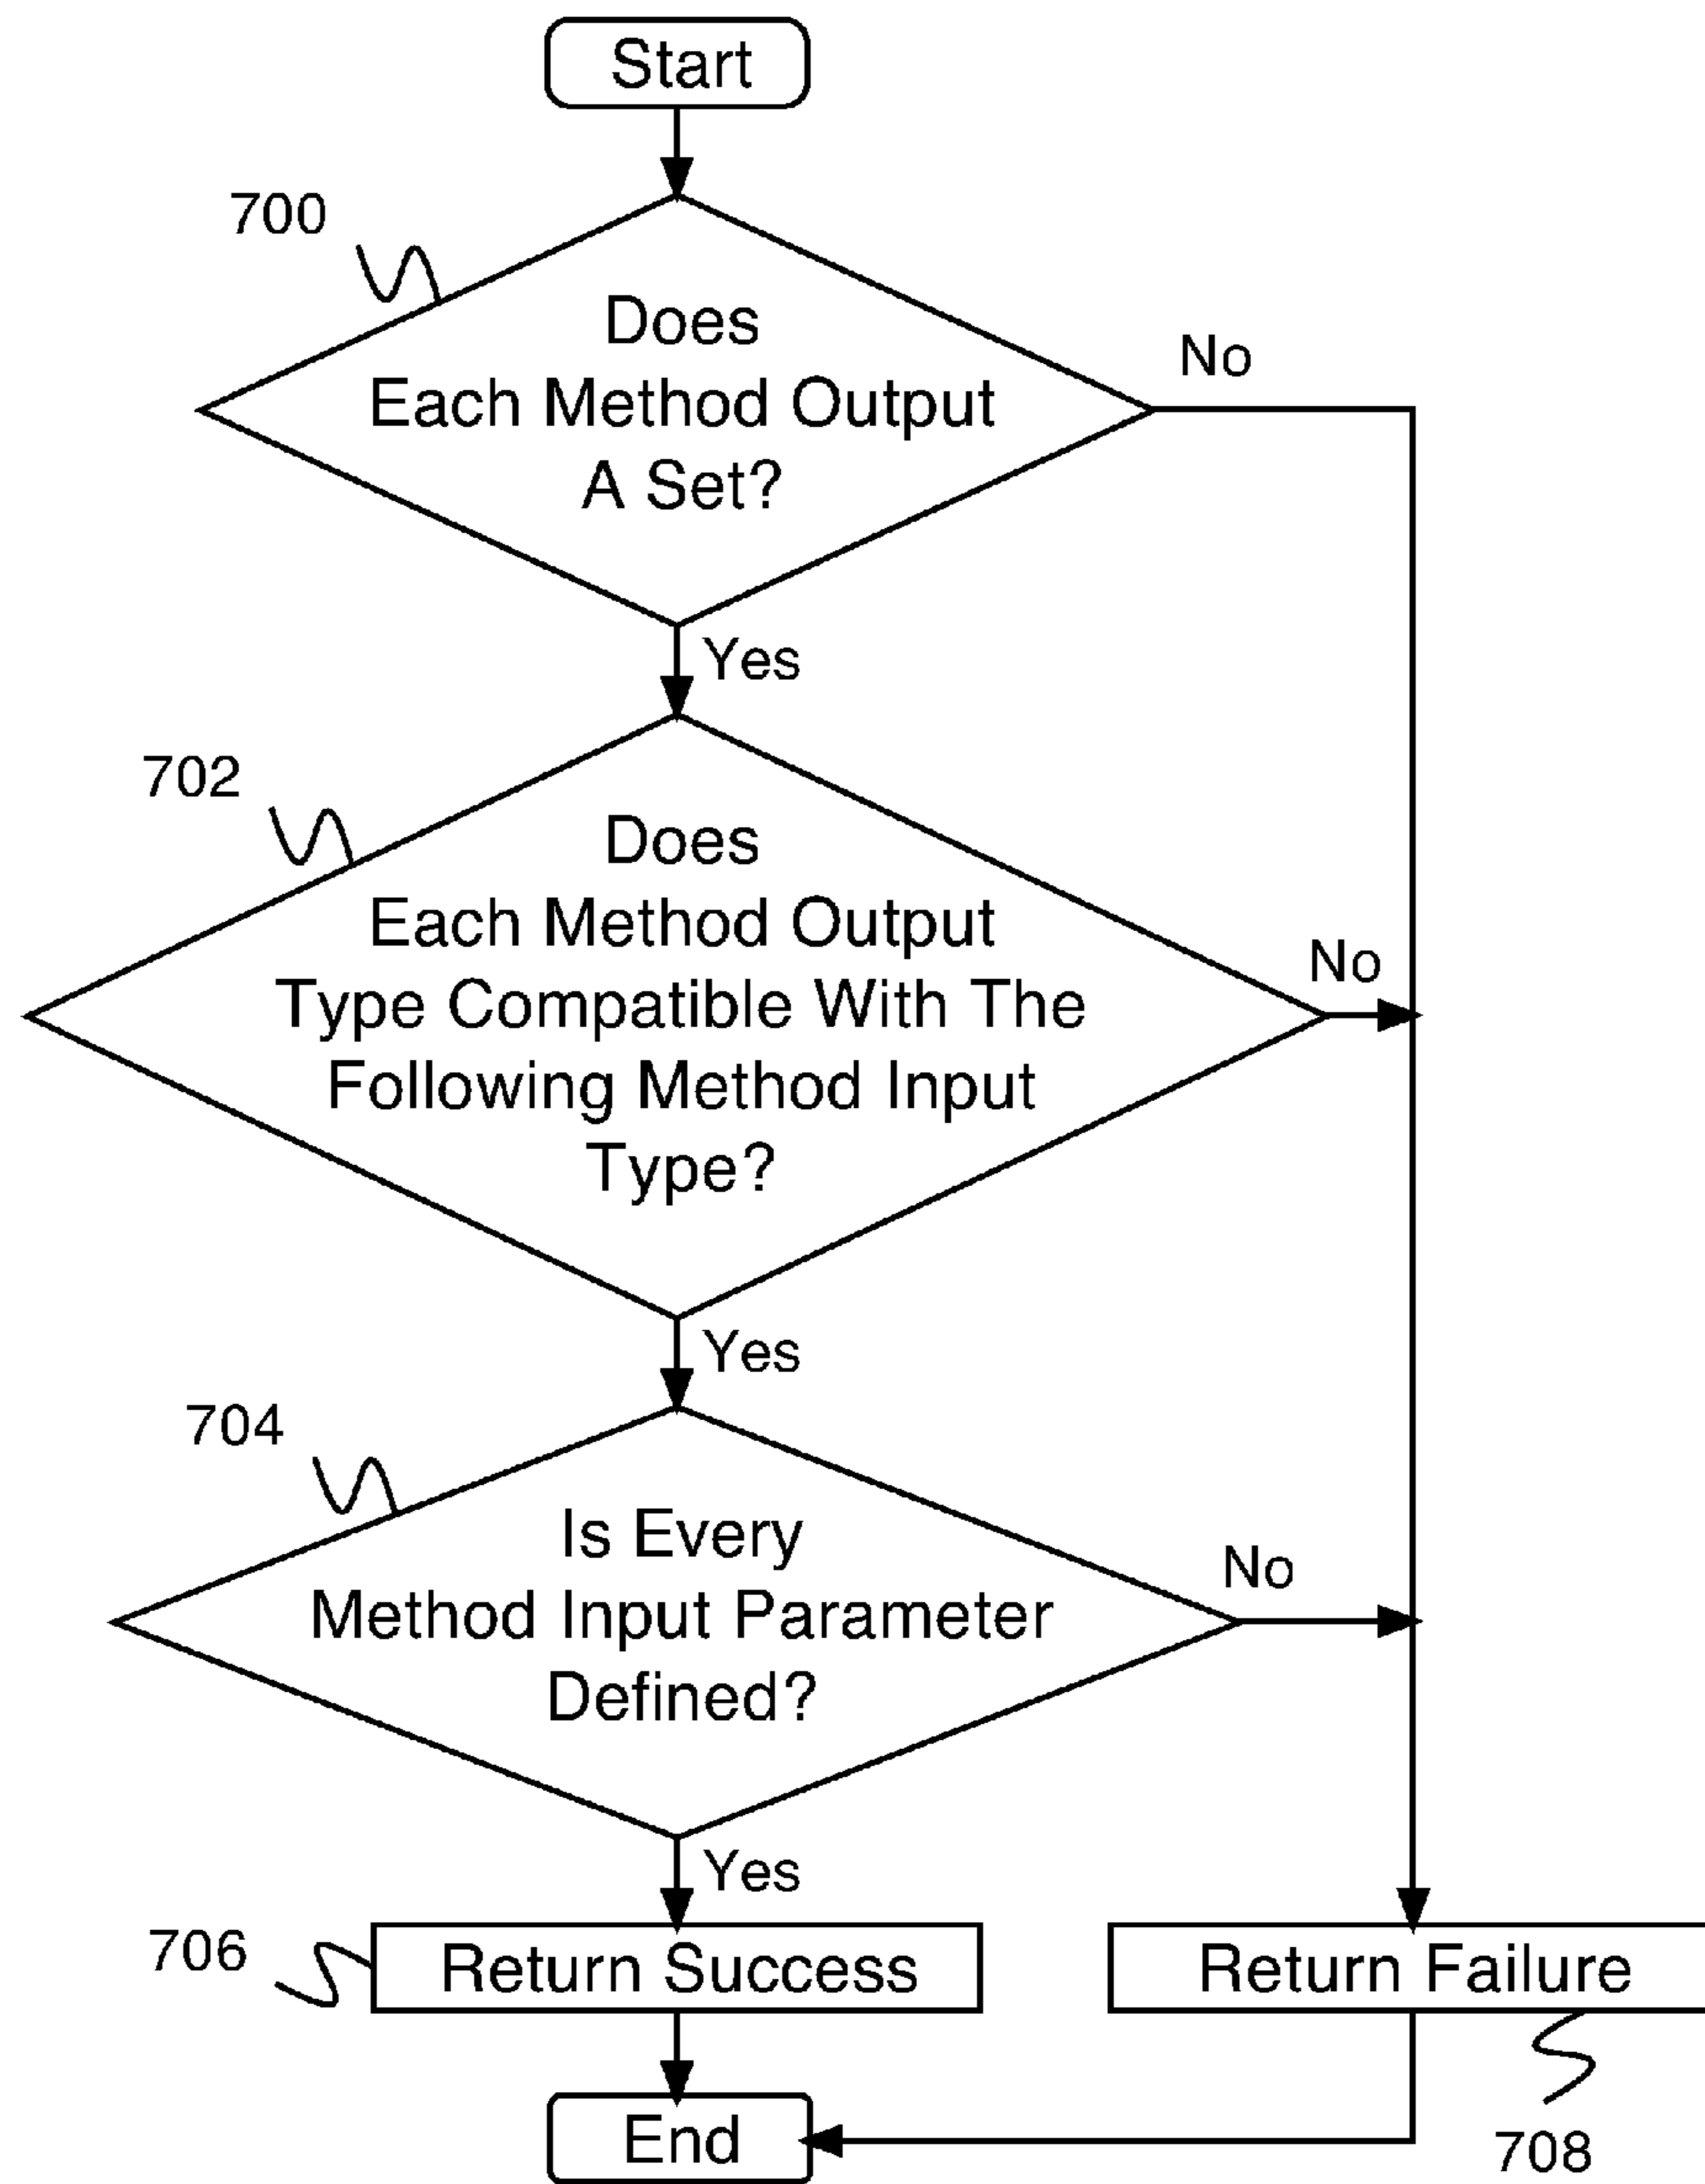 Start
700
Does
Each Method Output
A Set?
No
Yes
702
Does
Each Method Output
Type Compatible With The
Following Method Input
Type?
No
Yes
704
Is Every
Method Input Parameter
Defined?
No
Yes
706
Return Success
Return Failure
End
708